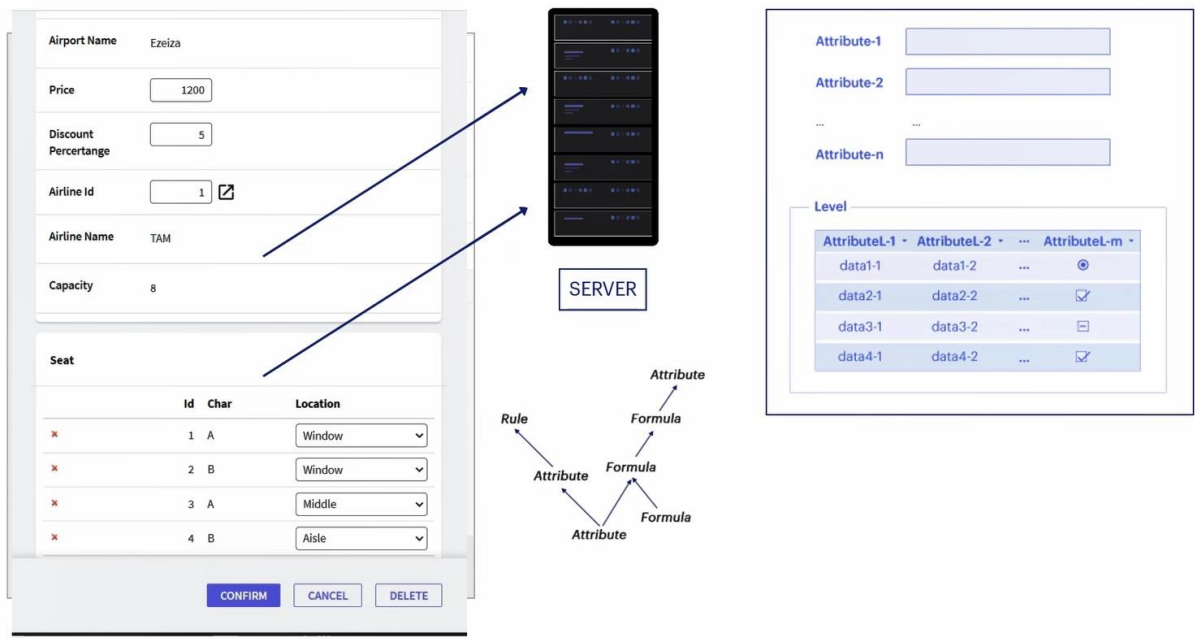 Airport Name Ezeiza
Price 1200
Discount
Percertange 5
Airline Id 1
Airline Name TAM
Capacity 8
Seat
Id Char Location
1 A Window
2 B Window
3 A Middle
4 B Aisle
CONFIRM CANCEL DELETE
SERVER
Attribute
Rule Formula
Attribute Formula
Formula
Attribute
Attribute-1
Attribute-2
... ...
Attribute-n
Level
AttributeL-1 AttributeL-2 ... AttributeL-m
data1-1 data1-2 ...
data2-1 data2-2 ...
data3-1 data3-2 ...
data4-1 data4-2 ...